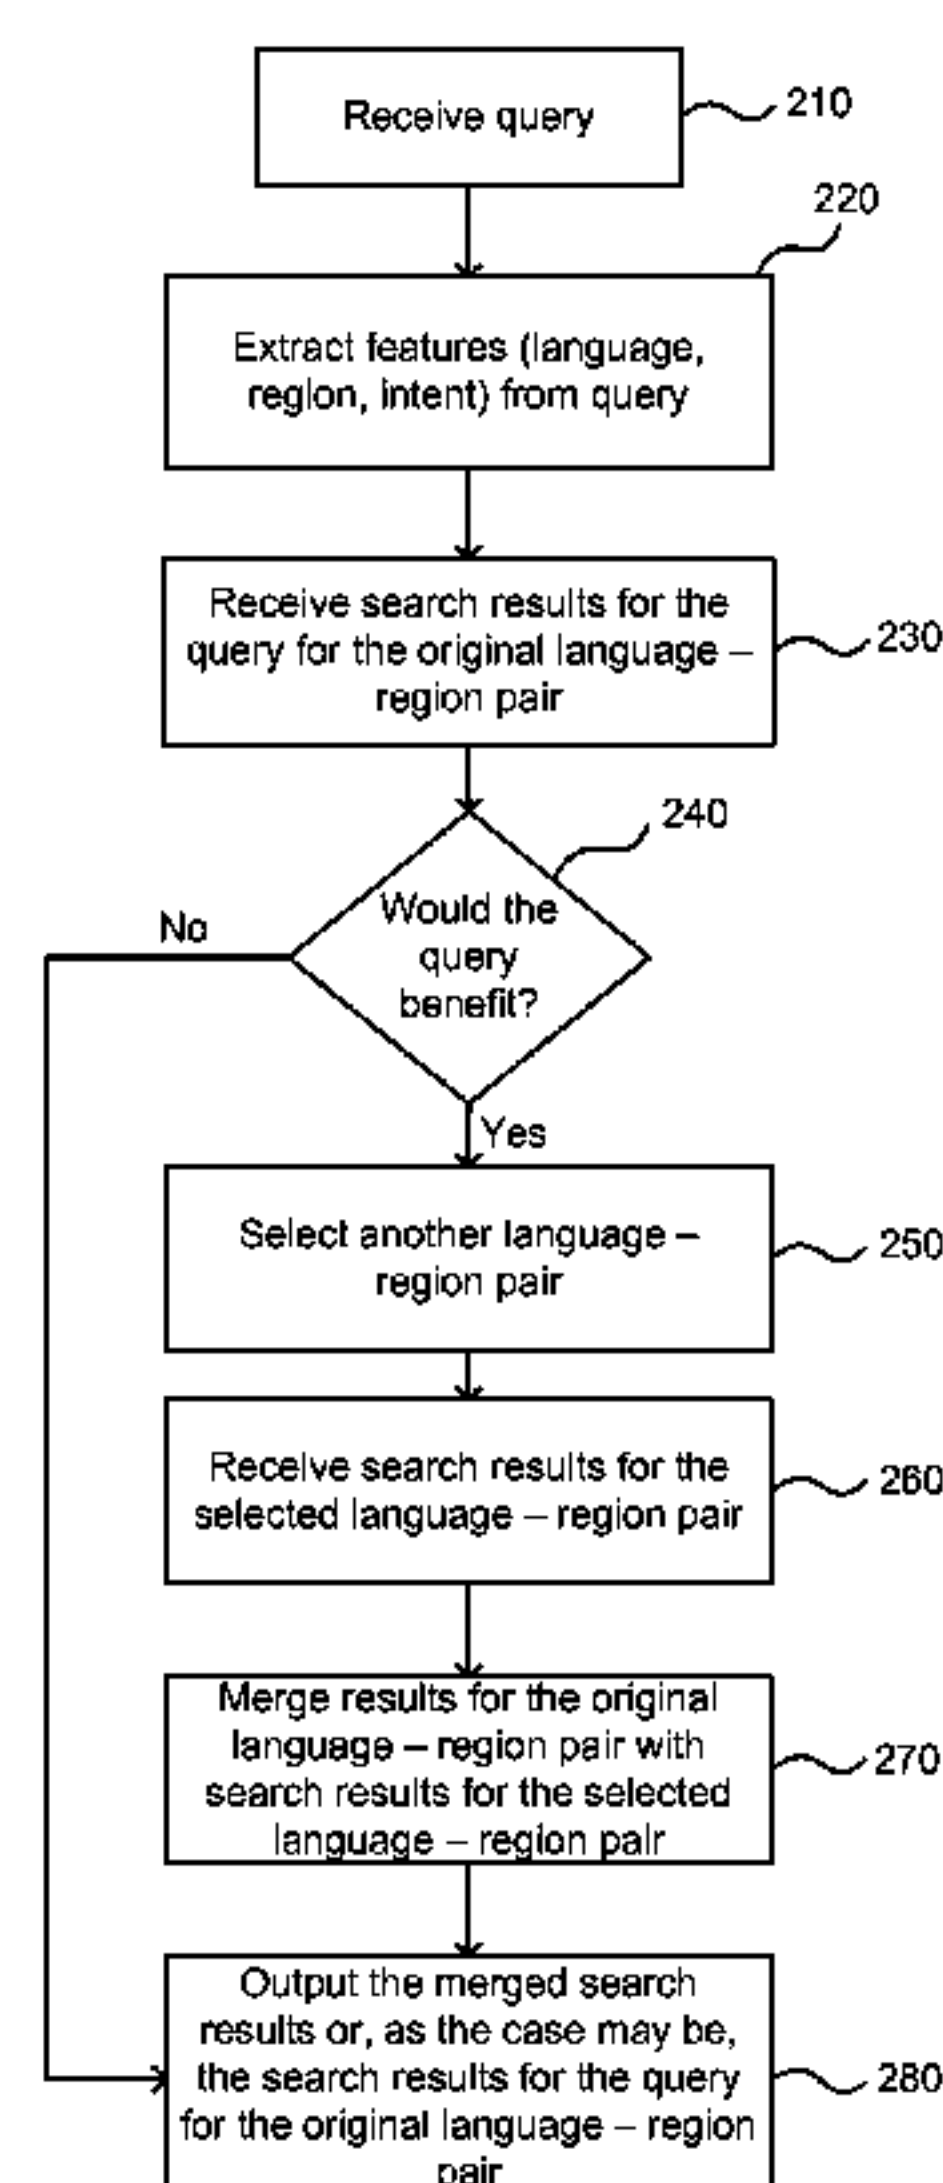 Receive query
210
220
Extract features (language,
region, intent) from query
Receive search results for the
query for the original language –
region pair
230
240
Would the
query
benefit?
No
Yes
Select another language –
region pair
250
Receive search results for the
selected language – region pair
260
Merge results for the original
language – region pair with
search results for the selected
language – region pair
270
Output the merged search
results or, as the case may be,
the search results for the query
for the original language – region
pair
280